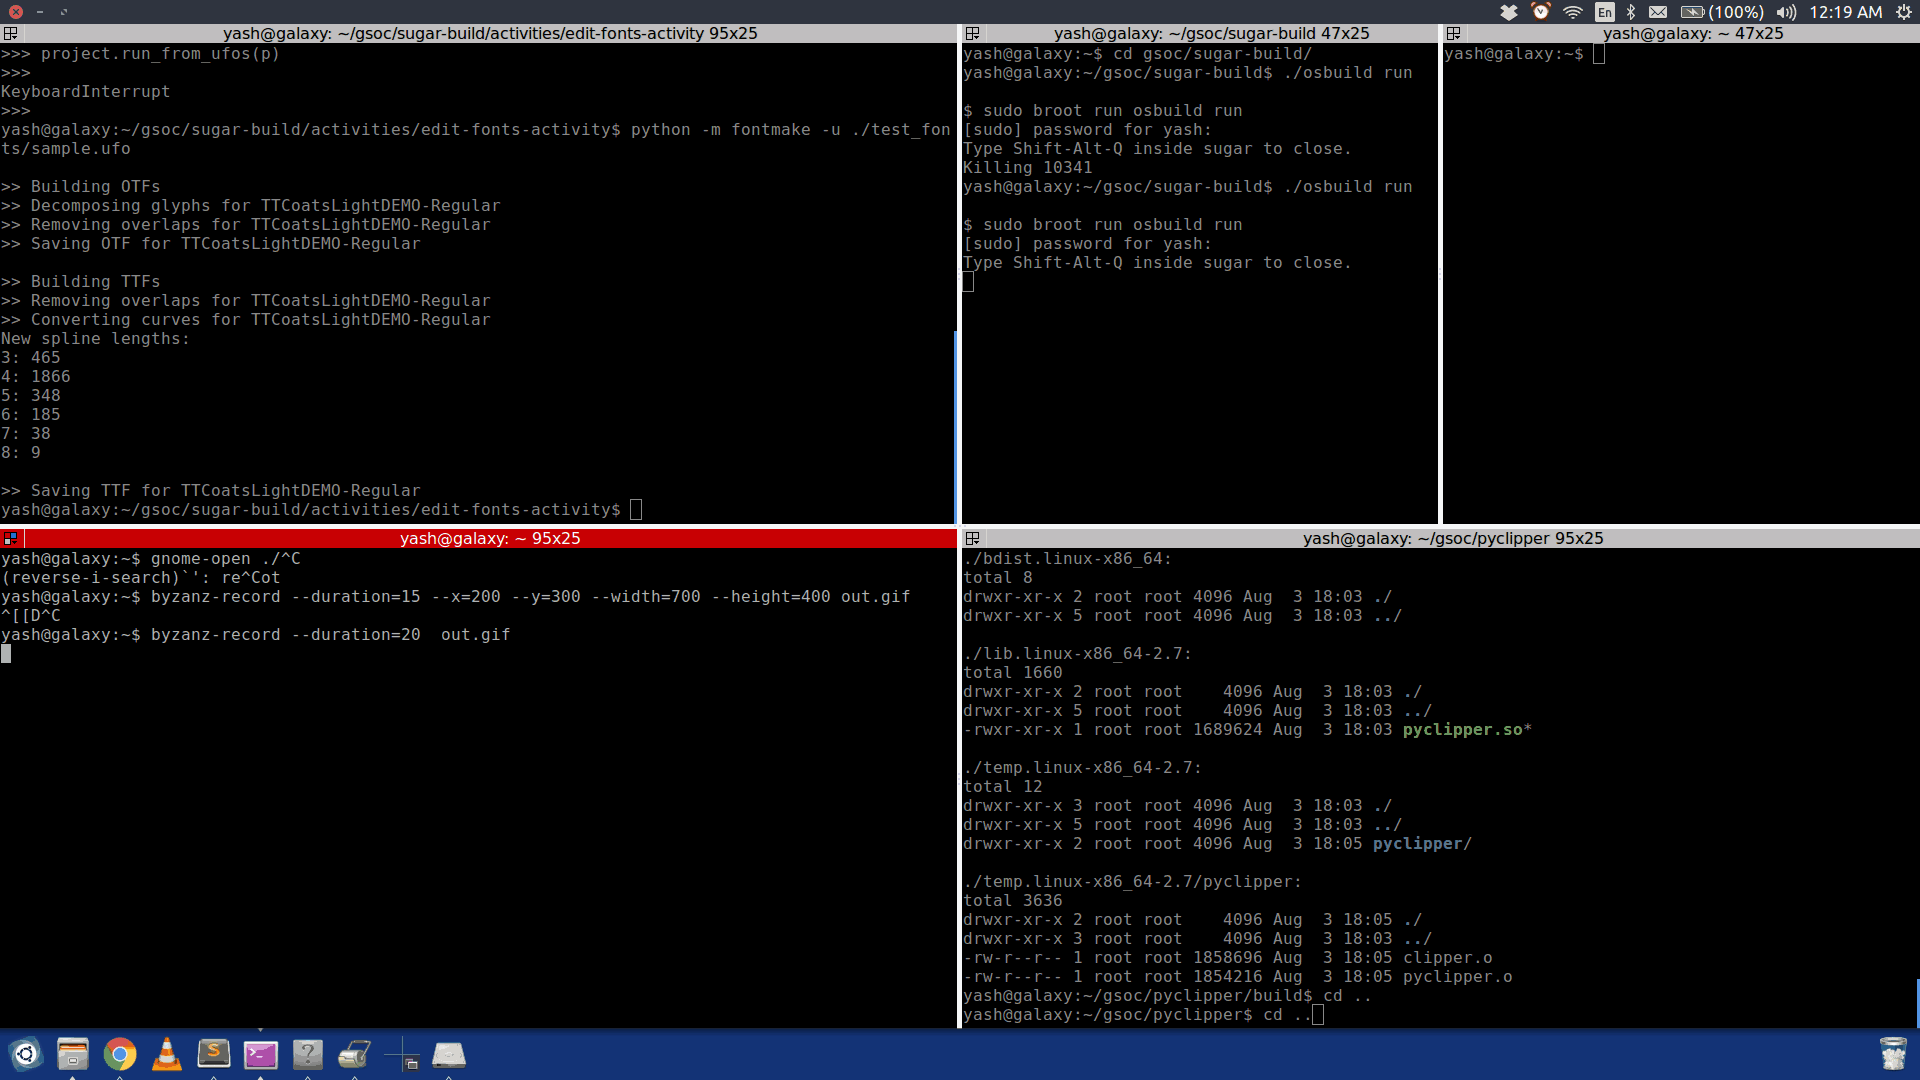 En (100%) 12:19 AM
yash@galaxy: ~/gsoc/sugar-build/activities/edit-fonts-activity 95x25
>>> project.run_from_ufos(p)
>>>
KeyboardInterrupt
>>>
yash@galaxy:~/gsoc/sugar-build/activities/edit-fonts-activity$ python -m fontmake -u ./test_fon
ts/sample.ufo
>> Building OTFs
>> Decomposing glyphs for TTCoatsLightDEMO-Regular
>> Removing overlaps for TTCoatsLightDEMO-Regular
>> Saving OTF for TTCoatsLightDEMO-Regular
>> Building TTFs
>> Removing overlaps for TTCoatsLightDEMO-Regular
>> Converting curves for TTCoatsLightDEMO-Regular
New spline lengths:
3: 465
4: 1866
5: 348
6: 185
7: 38
8: 9
>> Saving TTF for TTCoatsLightDEMO-Regular
yash@galaxy:~/gsoc/sugar-build/activities/edit-fonts-activity$
yash@galaxy: ~/gsoc/sugar-build 47x25
yash@galaxy:~$ cd gsoc/sugar-build/
yash@galaxy:~/gsoc/sugar-build$ ./osbuild run
$ sudo broot run osbuild run
[sudo] password for yash:
Type Shift-Alt-Q inside sugar to close.
Killing 10341
yash@galaxy:~/gsoc/sugar-build$ ./osbuild run
$ sudo broot run osbuild run
[sudo] password for yash:
Type Shift-Alt-Q inside sugar to close.
yash@galaxy: ~ 47x25
yash@galaxy:~$
yash@galaxy: ~ 95x25
yash@galaxy:~$ gnome-open ./^C
(reverse-i-search)`': re^Cot
yash@galaxy:~$ byzanz-record --duration=15 --x=200 --y=300 --width=700 --height=400 out.gif
^[[D^C
yash@galaxy:~$ byzanz-record --duration=20  out.gif
yash@galaxy: ~/gsoc/pyclipper 95x25
./bdist.linux-x86_64:
total 8
drwxr-xr-x 2 root root 4096 Aug  3 18:03 ./
drwxr-xr-x 5 root root 4096 Aug  3 18:03 ../
./lib.linux-x86_64-2.7:
total 1660
drwxr-xr-x 2 root root    4096 Aug  3 18:03 ./
drwxr-xr-x 5 root root    4096 Aug  3 18:03 ../
-rwxr-xr-x 1 root root 1689624 Aug  3 18:03 pyclipper.so*
./temp.linux-x86_64-2.7:
total 12
drwxr-xr-x 3 root root 4096 Aug  3 18:03 ./
drwxr-xr-x 5 root root 4096 Aug  3 18:03 ../
drwxr-xr-x 2 root root 4096 Aug  3 18:05 pyclipper/
./temp.linux-x86_64-2.7/pyclipper:
total 3636
drwxr-xr-x 2 root root    4096 Aug  3 18:05 ./
drwxr-xr-x 3 root root    4096 Aug  3 18:03 ../
-rw-r--r-- 1 root root 1858696 Aug  3 18:05 clipper.o
-rw-r--r-- 1 root root 1854216 Aug  3 18:05 pyclipper.o
yash@galaxy:~/gsoc/pyclipper/build$ cd ..
yash@galaxy:~/gsoc/pyclipper$ cd ..